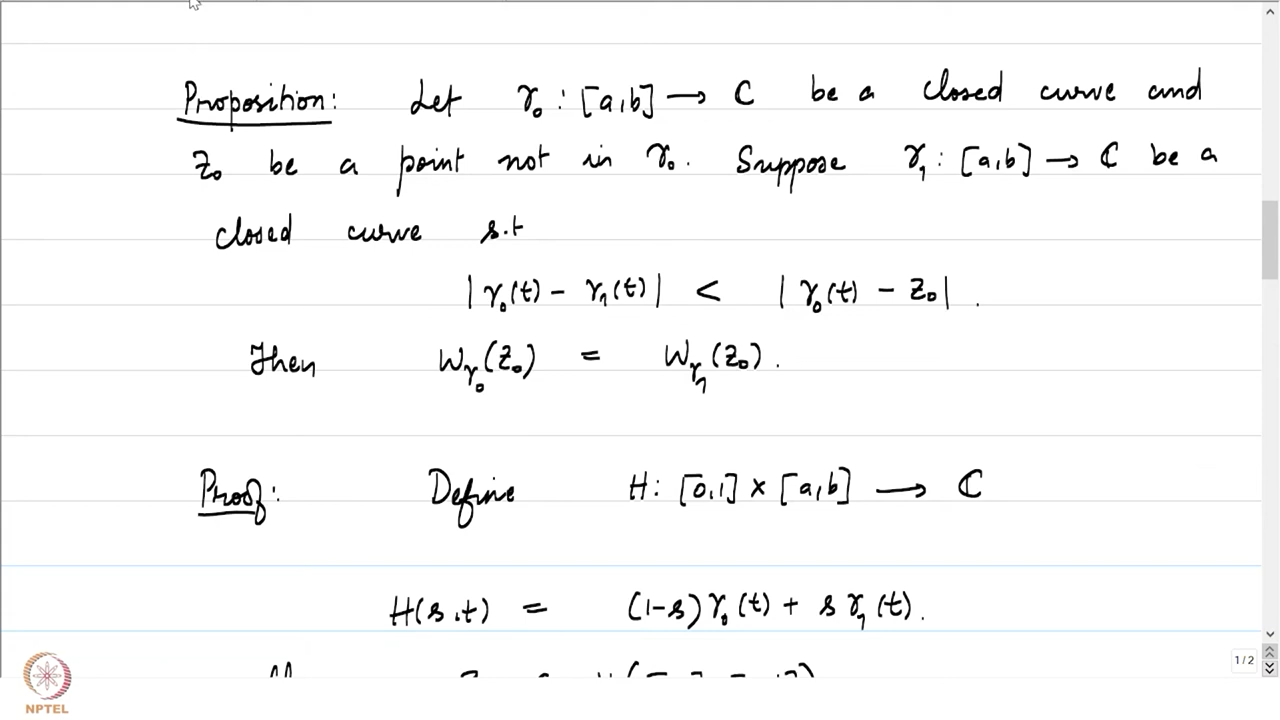 Proposition: Let γ₀ : [a,b] → ℂ be a closed curve and
z₀ be a point not in γ₀. Suppose γ₁ : [a,b] → ℂ be a
closed curve s.t
|γ₀(t) - γ₁(t)| < |γ₀(t) - z₀|.
Then W_γ₀(z₀) = W_γ₁(z₀).
Proof: Define H: [0,1] × [a,b] → ℂ
H(s,t) = (1-s)γ₀(t) + s γ₁(t).
1/2
NPTEL